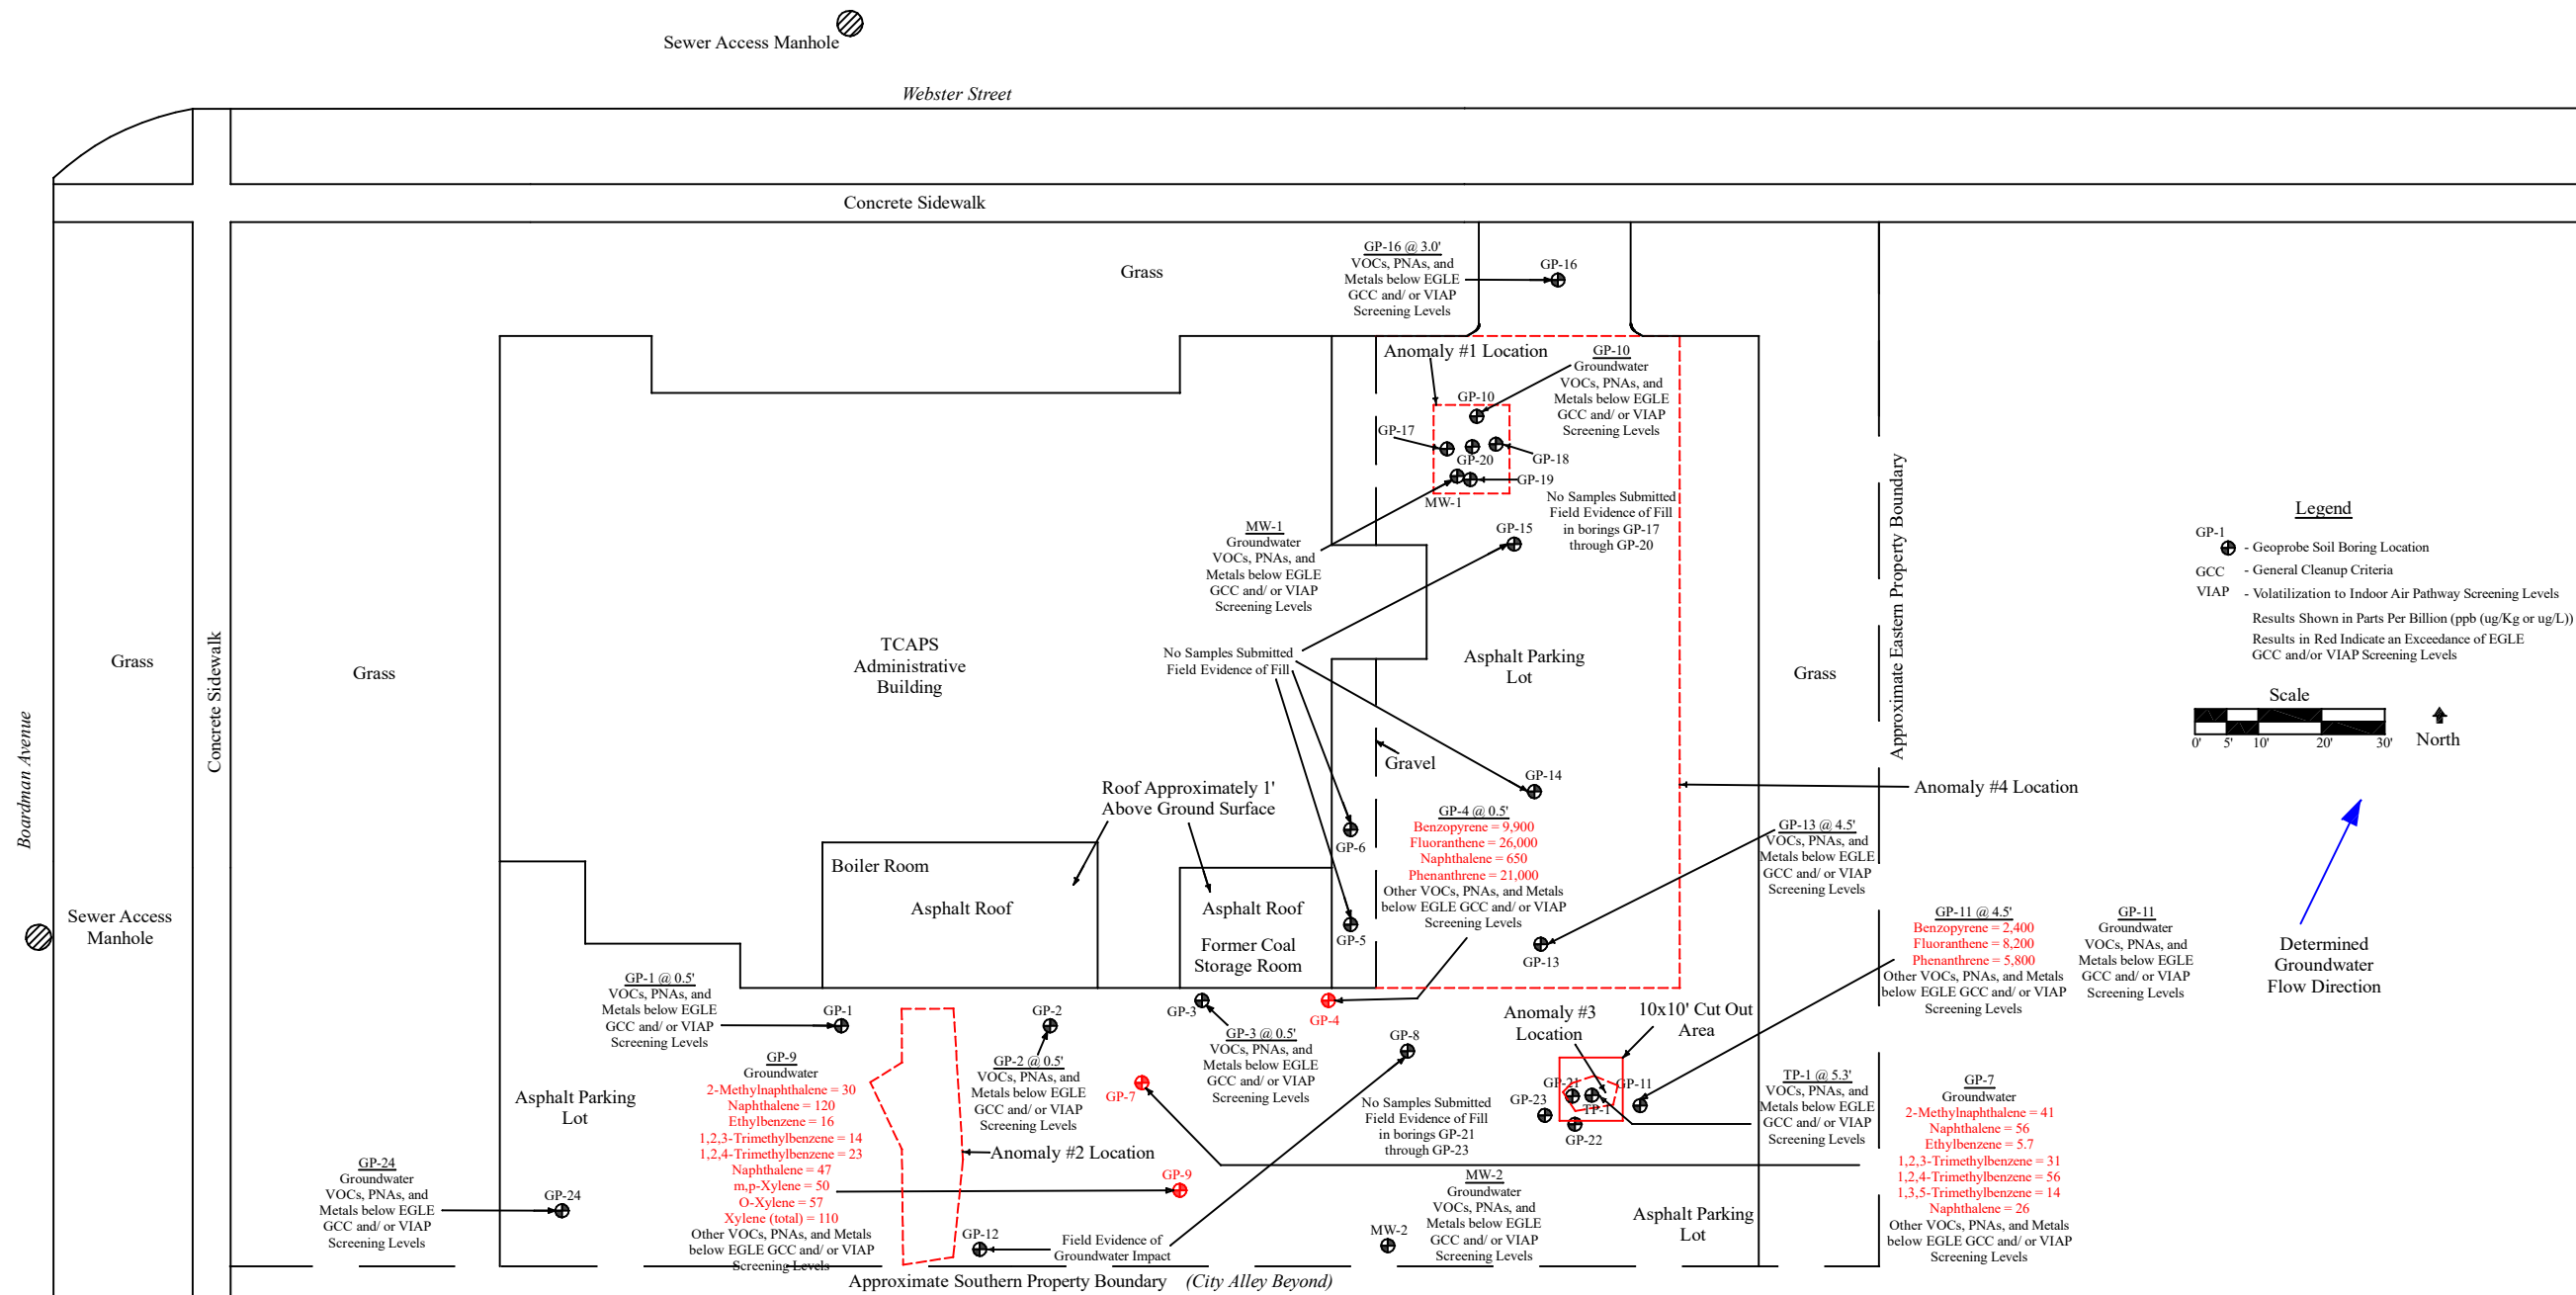 Sewer Access Manhole
Webster Street
Concrete Sidewalk
Grass
GP-16 @ 3.0'
VOCs, PNAs, and
Metals below EGLE
GCC and/ or VIAP
Screening Levels
GP-16
Anomaly #1 Location
GP-10
Groundwater
VOCs, PNAs, and
Metals below EGLE
GCC and/ or VIAP
Screening Levels
GP-10
GP-17
GP-20
GP-18
GP-19
MW-1
No Samples Submitted
Field Evidence of Fill
in borings GP-17
through GP-20
MW-1
Groundwater
VOCs, PNAs, and
Metals below EGLE
GCC and/ or VIAP
Screening Levels
GP-15
Approximate Eastern Property Boundary
Legend
GP-1
- Geoprobe Soil Boring Location
GCC - General Cleanup Criteria
VIAP - Volatilization to Indoor Air Pathway Screening Levels
Results Shown in Parts Per Billion (ppb (ug/Kg or ug/L))
Results in Red Indicate an Exceedance of EGLE
GCC and/or VIAP Screening Levels
Scale
0' 5' 10' 20' 30'
North
Grass
Concrete Sidewalk
Boardman Avenue
Grass
TCAPS
Administrative
Building
No Samples Submitted
Field Evidence of Fill
Asphalt Parking
Lot
Grass
Gravel
GP-14
Anomaly #4 Location
Roof Approximately 1'
Above Ground Surface
GP-6
GP-4 @ 0.5'
Benzopyrene = 9,900
Fluoranthene = 26,000
Naphthalene = 650
Phenanthrene = 21,000
Other VOCs, PNAs, and Metals
below EGLE GCC and/ or VIAP
Screening Levels
GP-13 @ 4.5'
VOCs, PNAs, and
Metals below EGLE
GCC and/ or VIAP
Screening Levels
Boiler Room
Asphalt Roof
Asphalt Roof
Former Coal
Storage Room
GP-5
GP-13
Sewer Access
Manhole
GP-11 @ 4.5'
Benzopyrene = 2,400
Fluoranthene = 8,200
Phenanthrene = 5,800
Other VOCs, PNAs, and Metals
below EGLE GCC and/ or VIAP
Screening Levels
GP-11
Groundwater
VOCs, PNAs, and
Metals below EGLE
GCC and/ or VIAP
Screening Levels
Determined
Groundwater
Flow Direction
GP-1 @ 0.5'
VOCs, PNAs, and
Metals below EGLE
GCC and/ or VIAP
Screening Levels
GP-1
GP-2
GP-2 @ 0.5'
VOCs, PNAs, and
Metals below EGLE
GCC and/ or VIAP
Screening Levels
GP-3
GP-3 @ 0.5'
VOCs, PNAs, and
Metals below EGLE
GCC and/ or VIAP
Screening Levels
GP-4
GP-8
Anomaly #3
Location
10x10' Cut Out
Area
GP-21
GP-11
GP-23
TP-1
GP-22
No Samples Submitted
Field Evidence of Fill
in borings GP-21
through GP-23
TP-1 @ 5.3'
VOCs, PNAs, and
Metals below EGLE
GCC and/ or VIAP
Screening Levels
GP-7
Groundwater
2-Methylnaphthalene = 41
Naphthalene = 56
Ethylbenzene = 5.7
1,2,3-Trimethylbenzene = 31
1,2,4-Trimethylbenzene = 56
1,3,5-Trimethylbenzene = 14
Naphthalene = 26
Other VOCs, PNAs, and Metals
below EGLE GCC and/ or VIAP
Screening Levels
GP-7
GP-9
Groundwater
2-Methylnaphthalene = 30
Naphthalene = 120
Ethylbenzene = 16
1,2,3-Trimethylbenzene = 14
1,2,4-Trimethylbenzene = 23
Naphthalene = 47
m,p-Xylene = 50
O-Xylene = 57
Xylene (total) = 110
Other VOCs, PNAs, and Metals
below EGLE GCC and/ or VIAP
Screening Levels
Asphalt Parking
Lot
Anomaly #2 Location
GP-9
GP-24
Groundwater
VOCs, PNAs, and
Metals below EGLE
GCC and/ or VIAP
Screening Levels
GP-24
GP-12
Field Evidence of
Groundwater Impact
MW-2
MW-2
Groundwater
VOCs, PNAs, and
Metals below EGLE
GCC and/ or VIAP
Screening Levels
Asphalt Parking
Lot
Approximate Southern Property Boundary (City Alley Beyond)